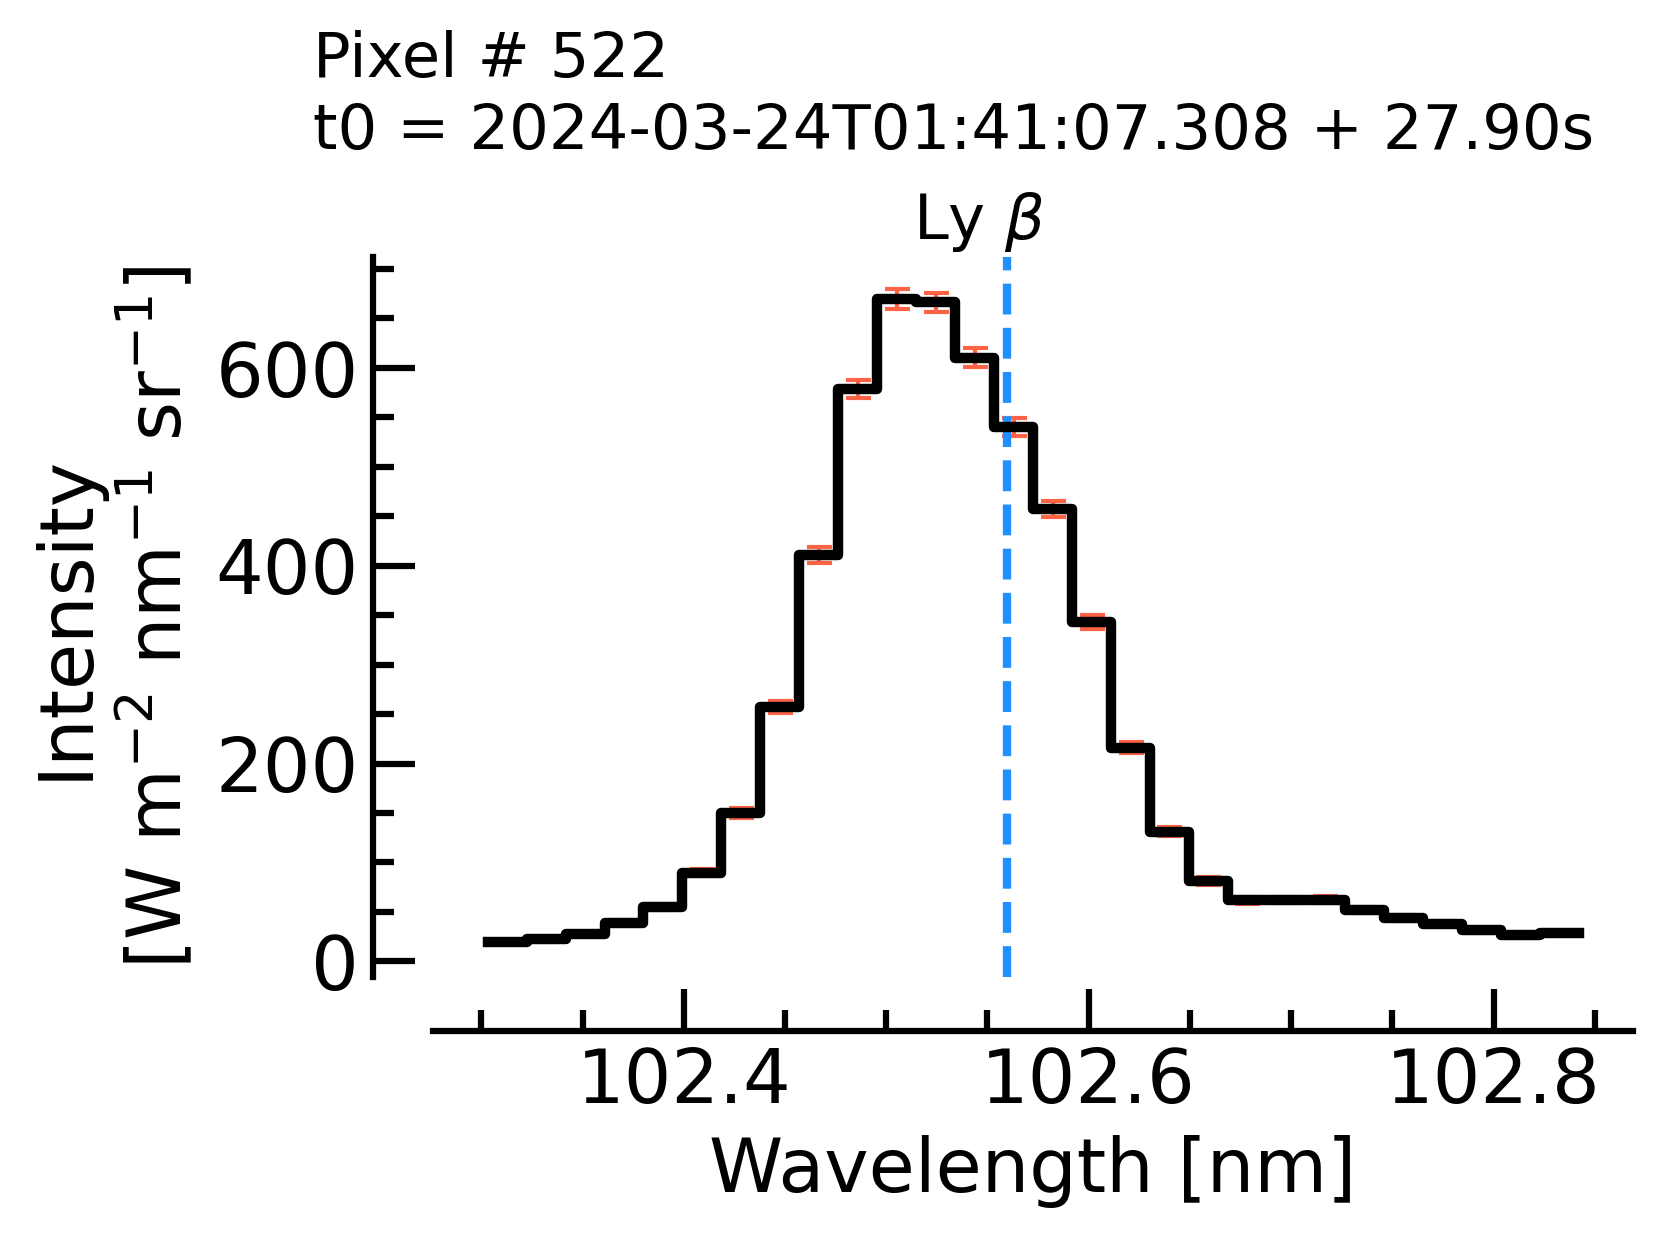 Pixel # 522
t0 = 2024-03-24T01:41:07.308 + 27.90s
Ly β
Intensity
[W m⁻² nm⁻¹ sr⁻¹]
600
400
200
0
102.4 102.6 102.8
Wavelength [nm]